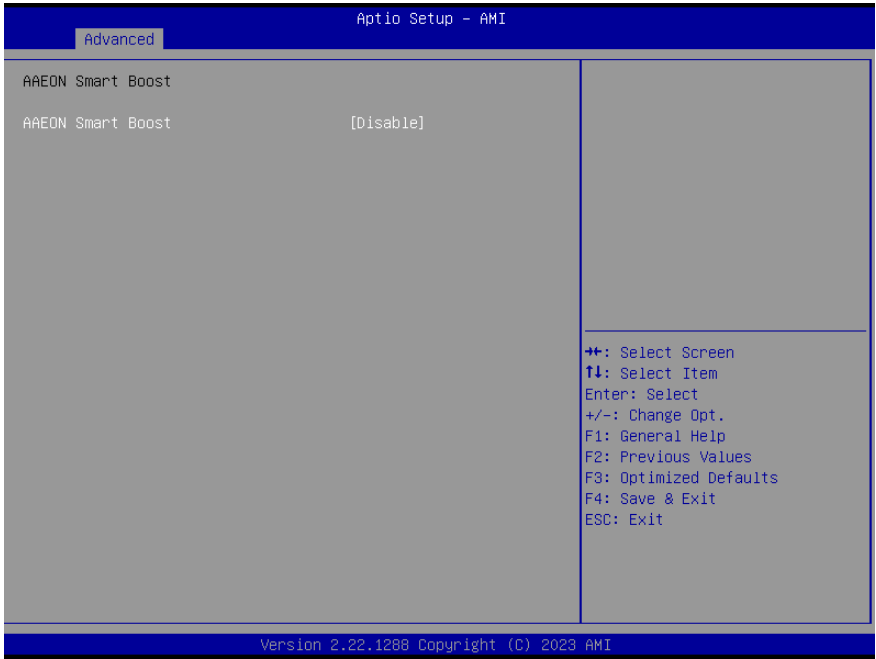 Aptio Setup – AMI
Advanced
AAEON Smart Boost
AAEON Smart Boost [Disable]
→←: Select Screen
↑↓: Select Item
Enter: Select
+/-: Change Opt.
F1: General Help
F2: Previous Values
F3: Optimized Defaults
F4: Save & Exit
ESC: Exit
Version 2.22.1288 Copyright (C) 2023 AMI